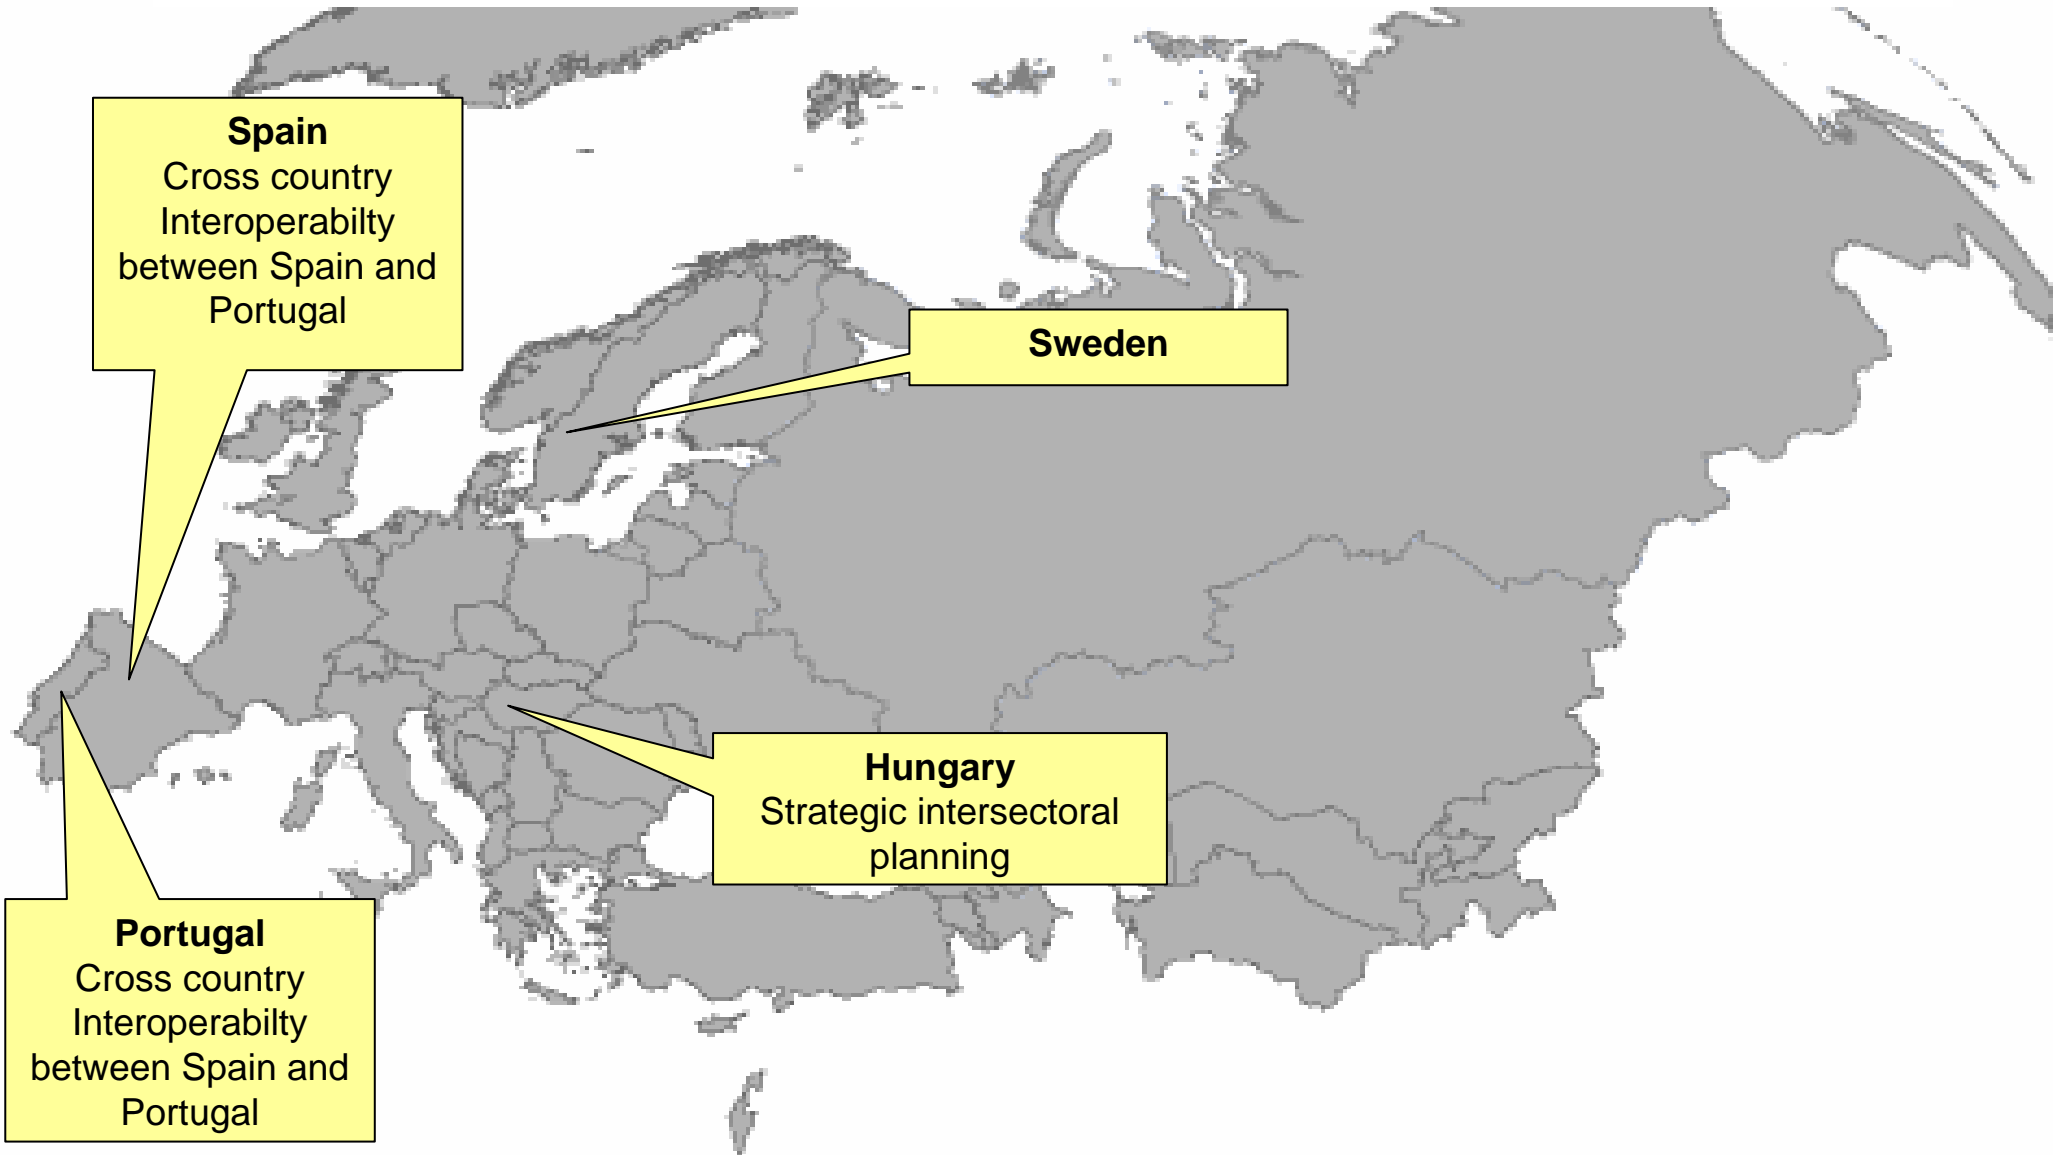 Spain
Cross country
Interoperabilty
between Spain and
Portugal
Sweden
Hungary
Strategic intersectoral
planning
Portugal
Cross country
Interoperabilty
between Spain and
Portugal